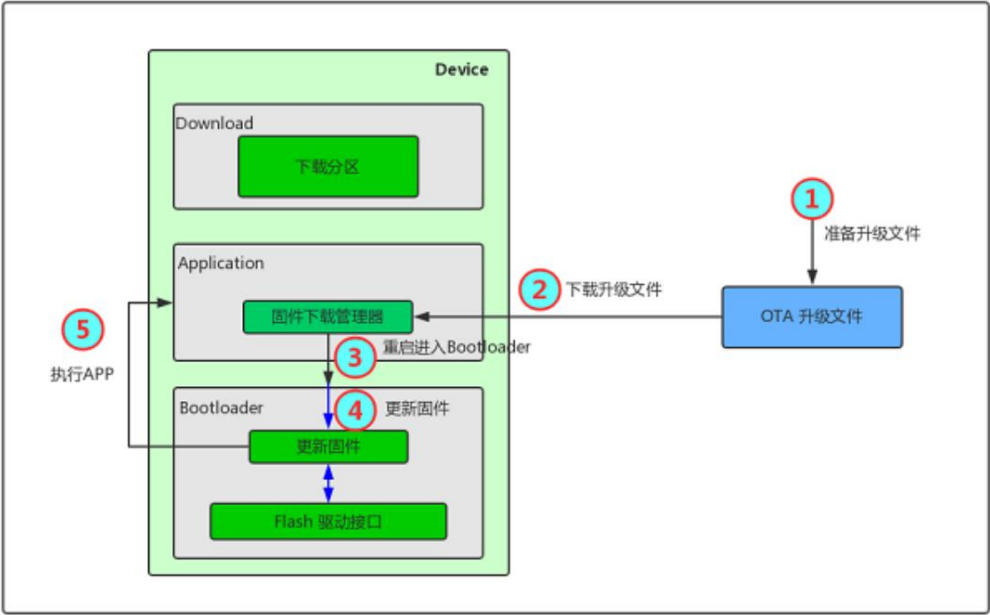 Device
Download
下载分区
1
准备升级文件
Application
2
下载升级文件
固件下载管理器
OTA 升级文件
5
3
重启进入Bootloader
执行APP
Bootloader
4
更新固件
更新固件
Flash 驱动接口